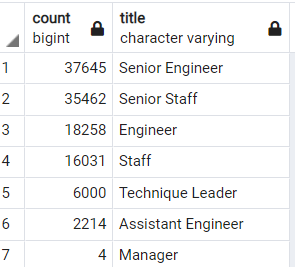 count title
bigint character varying
1 37645 Senior Engineer
2 35462 Senior Staff
3 18258 Engineer
4 16031 Staff
5 6000 Technique Leader
6 2214 Assistant Engineer
7 4 Manager